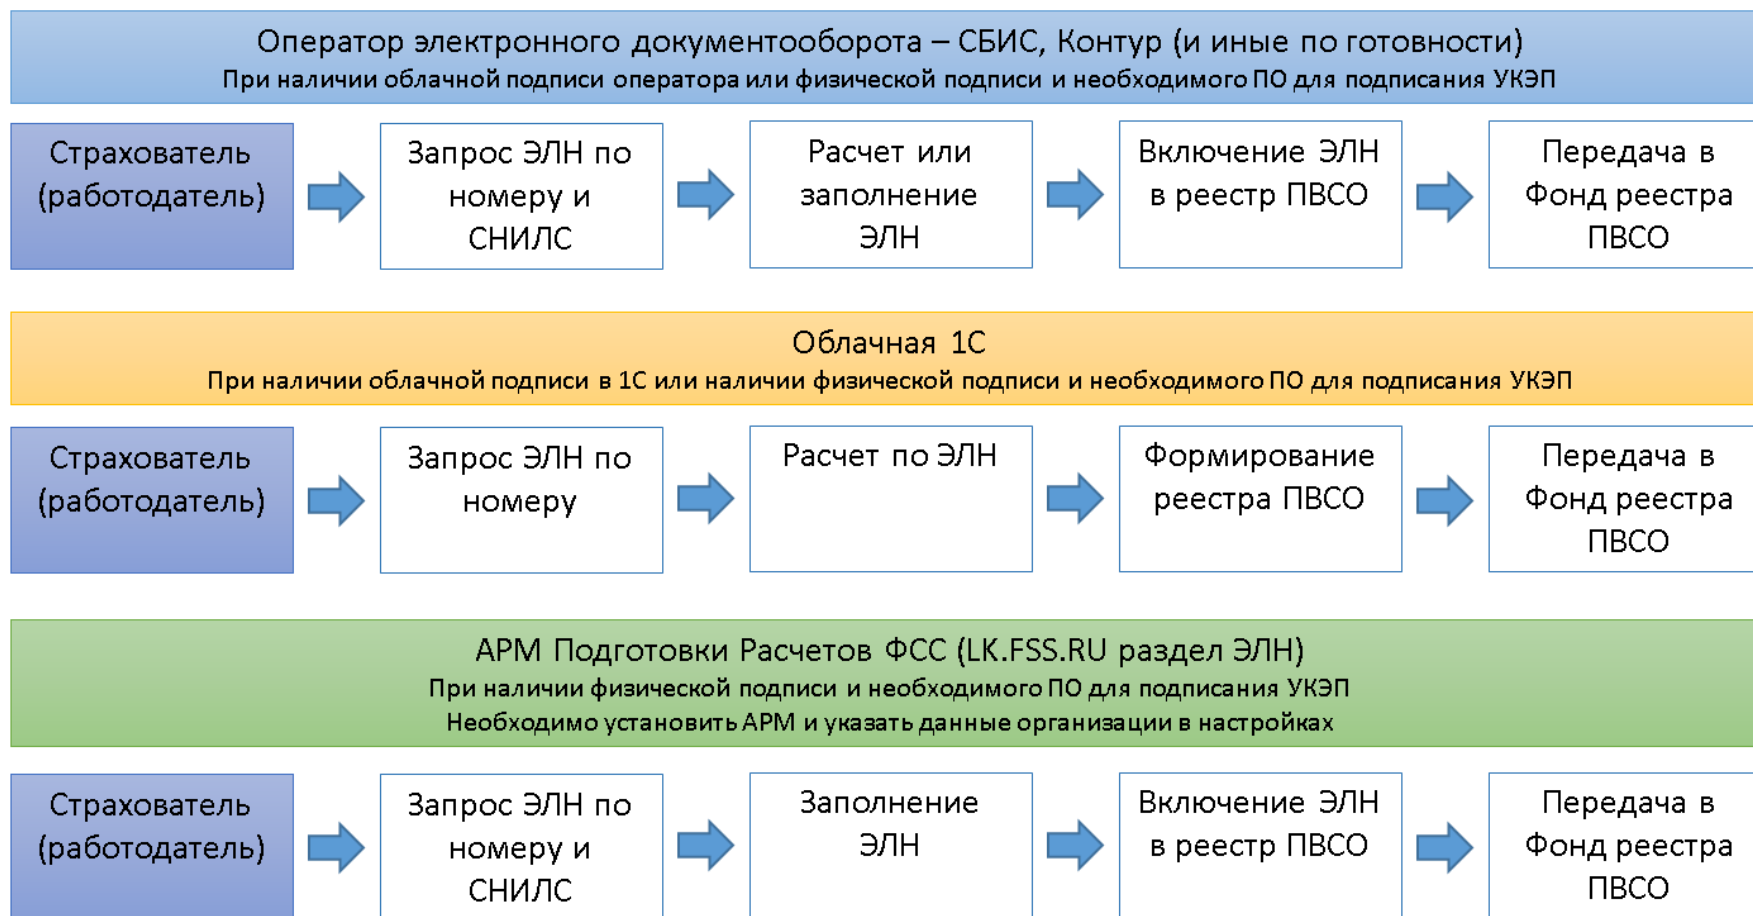 Оператор электронного документооборота – СБИС, Контур (и иные по готовности)
При наличии облачной подписи оператора или физической подписи и необходимого ПО для подписания УКЭП
Страхователь
(работодатель)
Запрос ЭЛН по
номеру и
СНИЛС
Расчет или
заполнение
ЭЛН
Включение ЭЛН
в реестр ПВСО
Передача в
Фонд реестра
ПВСО
Облачная 1С
При наличии облачной подписи в 1С или наличии физической подписи и необходимого ПО для подписания УКЭП
Страхователь
(работодатель)
Запрос ЭЛН по
номеру
Расчет по ЭЛН
Формирование
реестра ПВСО
Передача в
Фонд реестра
ПВСО
АРМ Подготовки Расчетов ФСС (LK.FSS.RU раздел ЭЛН)
При наличии физической подписи и необходимого ПО для подписания УКЭП
Необходимо установить АРМ и указать данные организации в настройках
Страхователь
(работодатель)
Запрос ЭЛН по
номеру и
СНИЛС
Заполнение
ЭЛН
Включение ЭЛН
в реестр ПВСО
Передача в
Фонд реестра
ПВСО